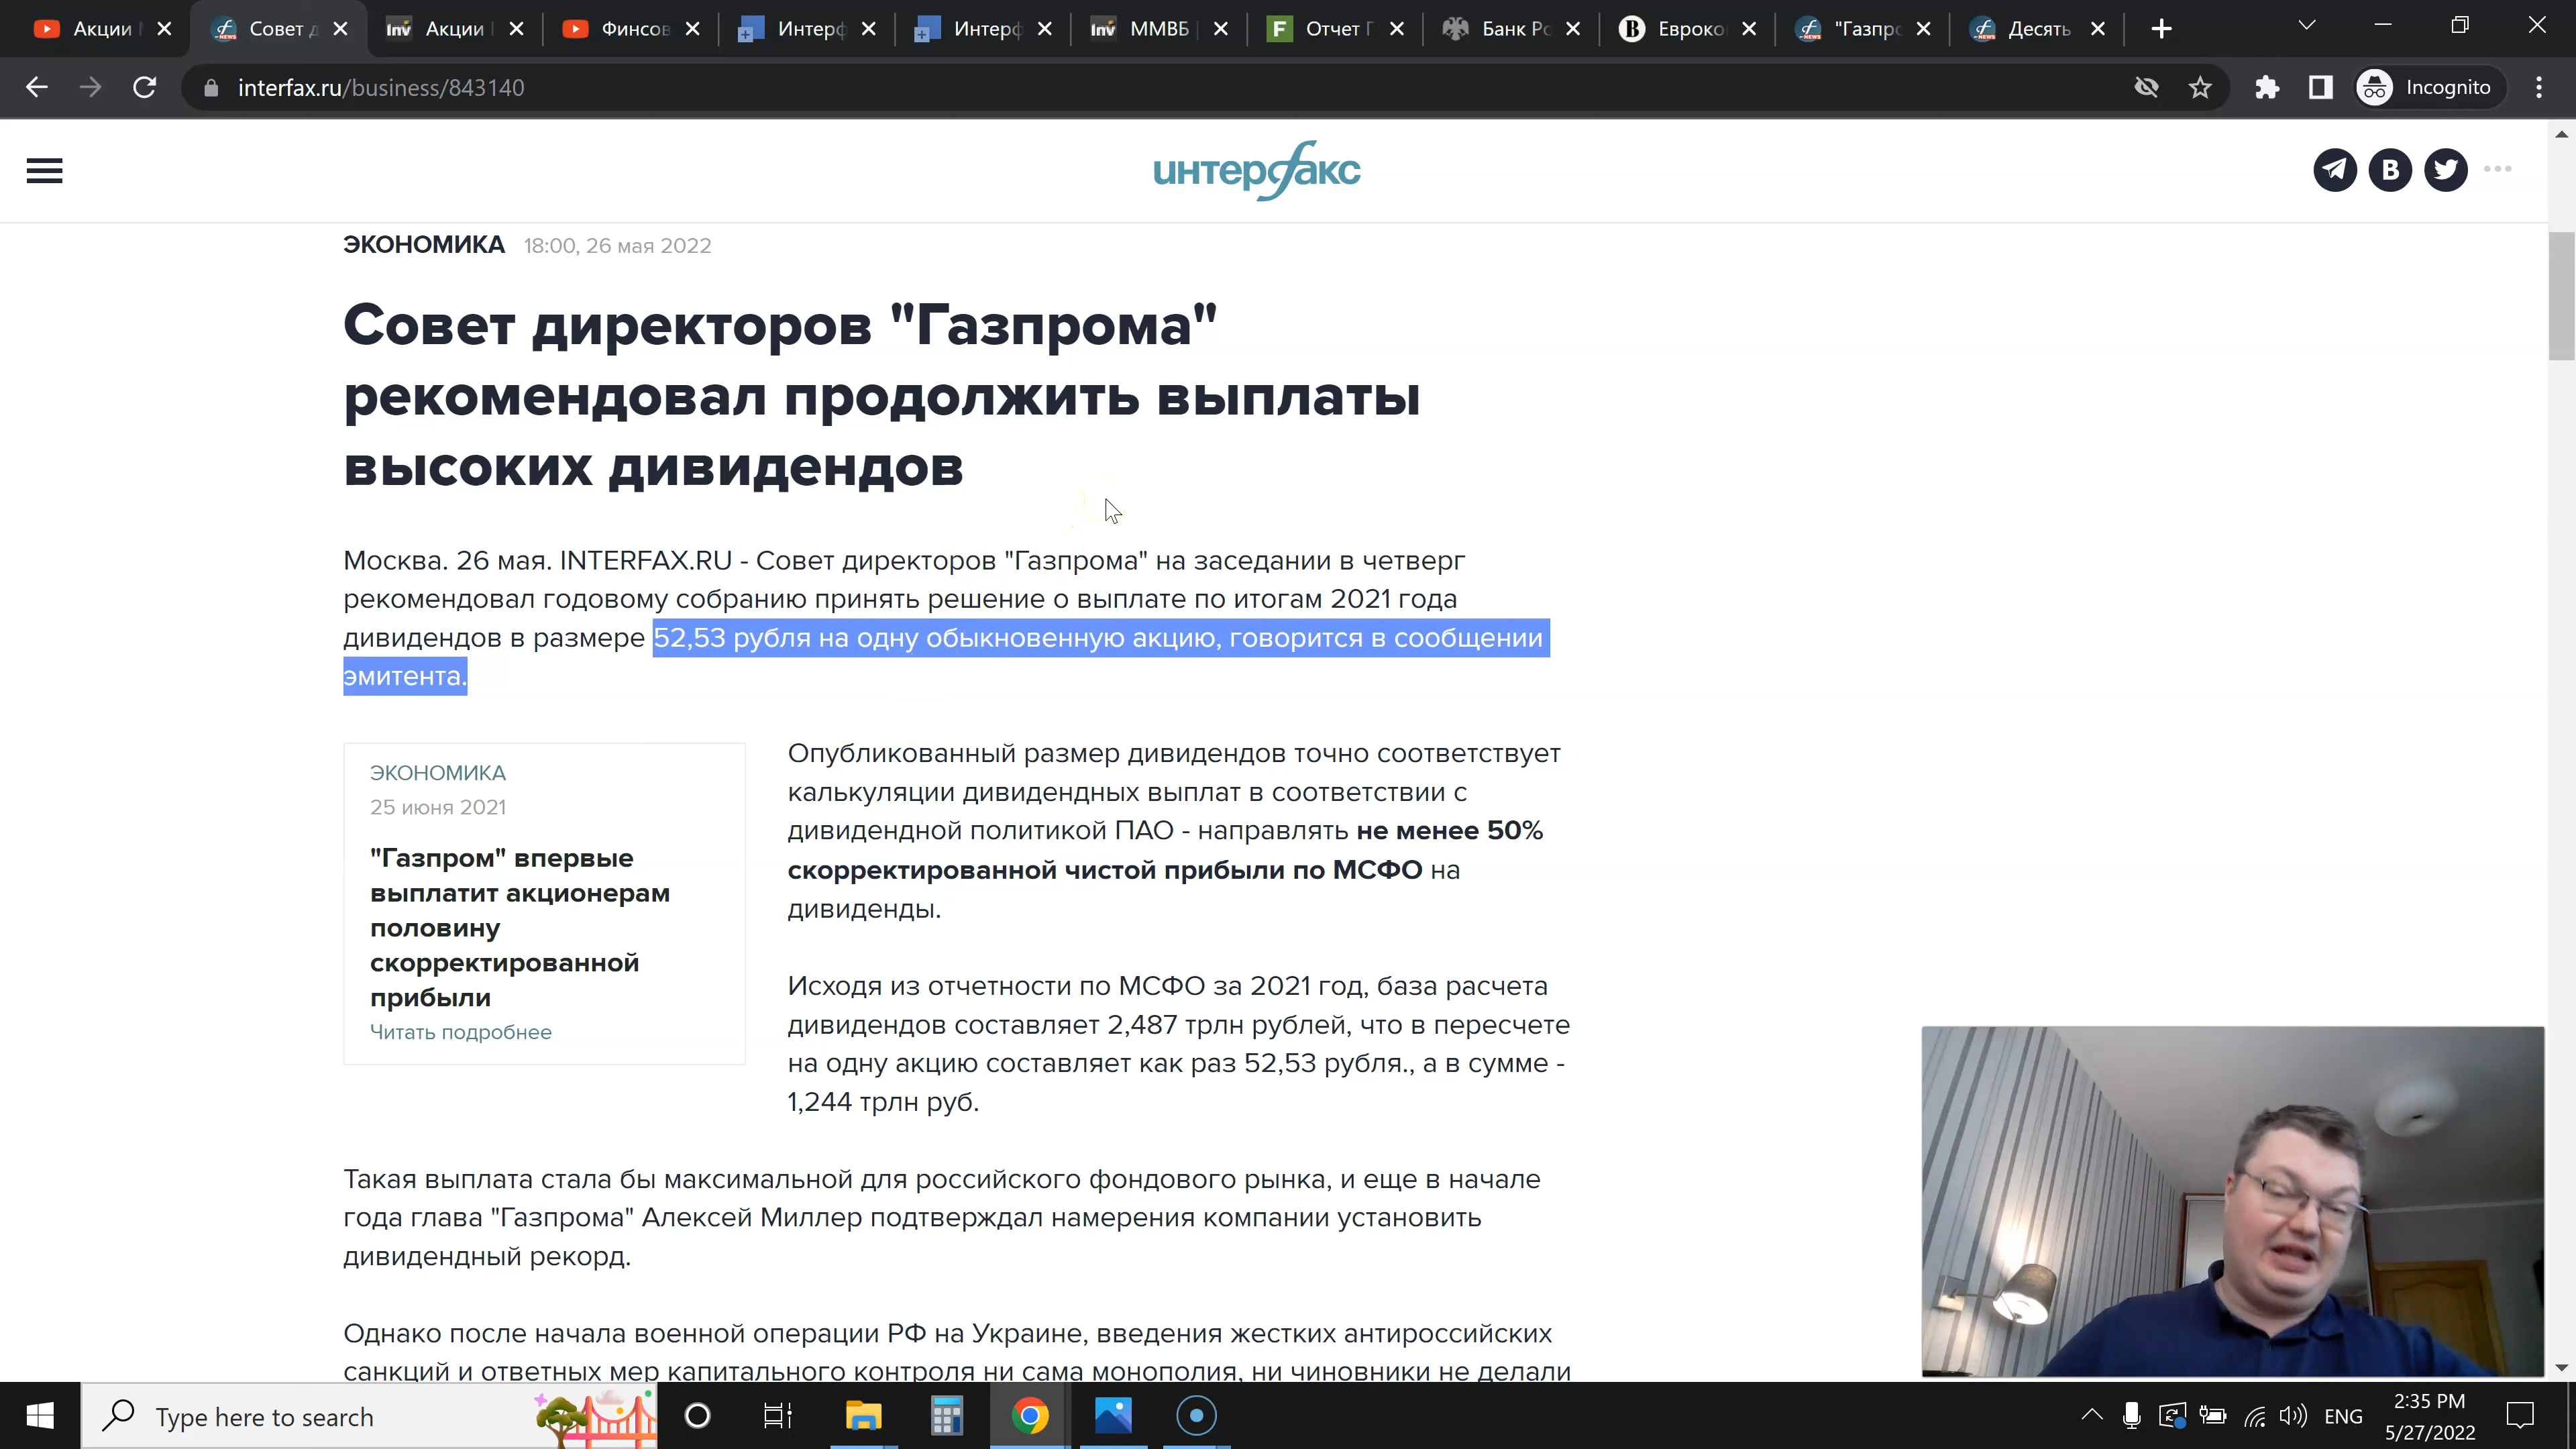 Акции
Совет д
Акции
Финсов
Интерф
Интерф
ММВБ
Отчет Г
Банк Ро
Евроко
"Газпро
Десять
interfax.ru/business/843140
Incognito
интерфакс
ЭКОНОМИКА 18:00, 26 мая 2022
Совет директоров "Газпрома"
рекомендовал продолжить выплаты
высоких дивидендов
Москва. 26 мая. INTERFAX.RU - Совет директоров "Газпрома" на заседании в четверг
рекомендовал годовому собранию принять решение о выплате по итогам 2021 года
дивидендов в размере 52,53 рубля на одну обыкновенную акцию, говорится в сообщении
эмитента.
ЭКОНОМИКА
25 июня 2021
"Газпром" впервые
выплатит акционерам
половину
скорректированной
прибыли
Читать подробнее
Опубликованный размер дивидендов точно соответствует
калькуляции дивидендных выплат в соответствии с
дивидендной политикой ПАО - направлять не менее 50%
скорректированной чистой прибыли по МСФО на
дивиденды.
Исходя из отчетности по МСФО за 2021 год, база расчета
дивидендов составляет 2,487 трлн рублей, что в пересчете
на одну акцию составляет как раз 52,53 рубля., а в сумме -
1,244 трлн руб.
Такая выплата стала бы максимальной для российского фондового рынка, и еще в начале
года глава "Газпрома" Алексей Миллер подтверждал намерения компании установить
дивидендный рекорд.
Однако после начала военной операции РФ на Украине, введения жестких антироссийских
санкций и ответных мер капитального контроля ни сама монополия, ни чиновники не делали
Type here to search
ENG
2:35 PM
5/27/2022